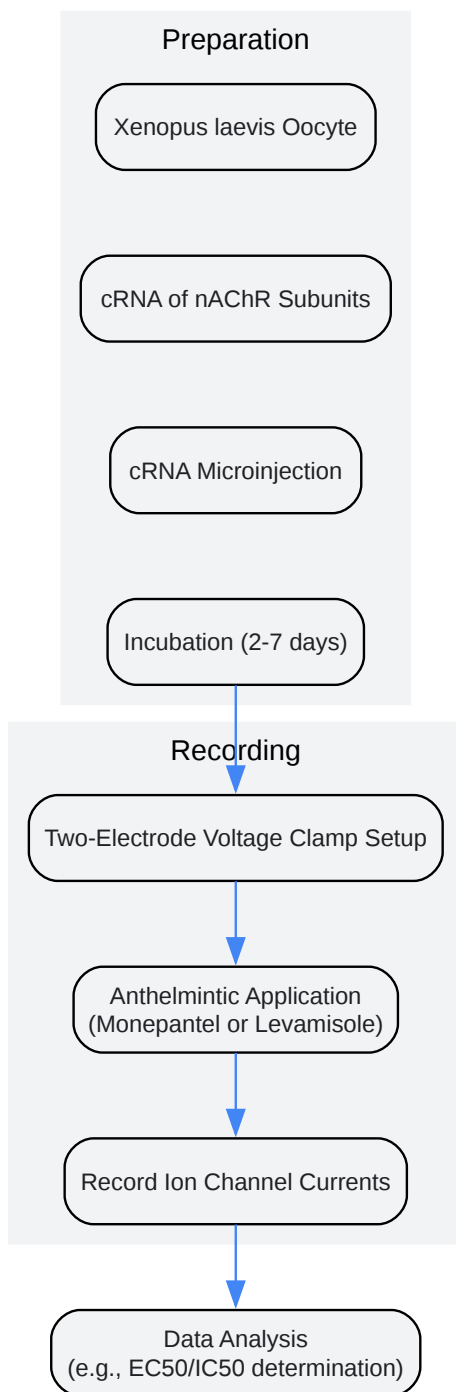 Preparation
Xenopus laevis Oocyte
cRNA of nAChR Subunits
cRNA Microinjection
Incubation (2-7 days)
Recording
Two-Electrode Voltage Clamp Setup
Anthelmintic Application
(Monepantel or Levamisole)
Record Ion Channel Currents
Data Analysis
(e.g., EC50/IC50 determination)